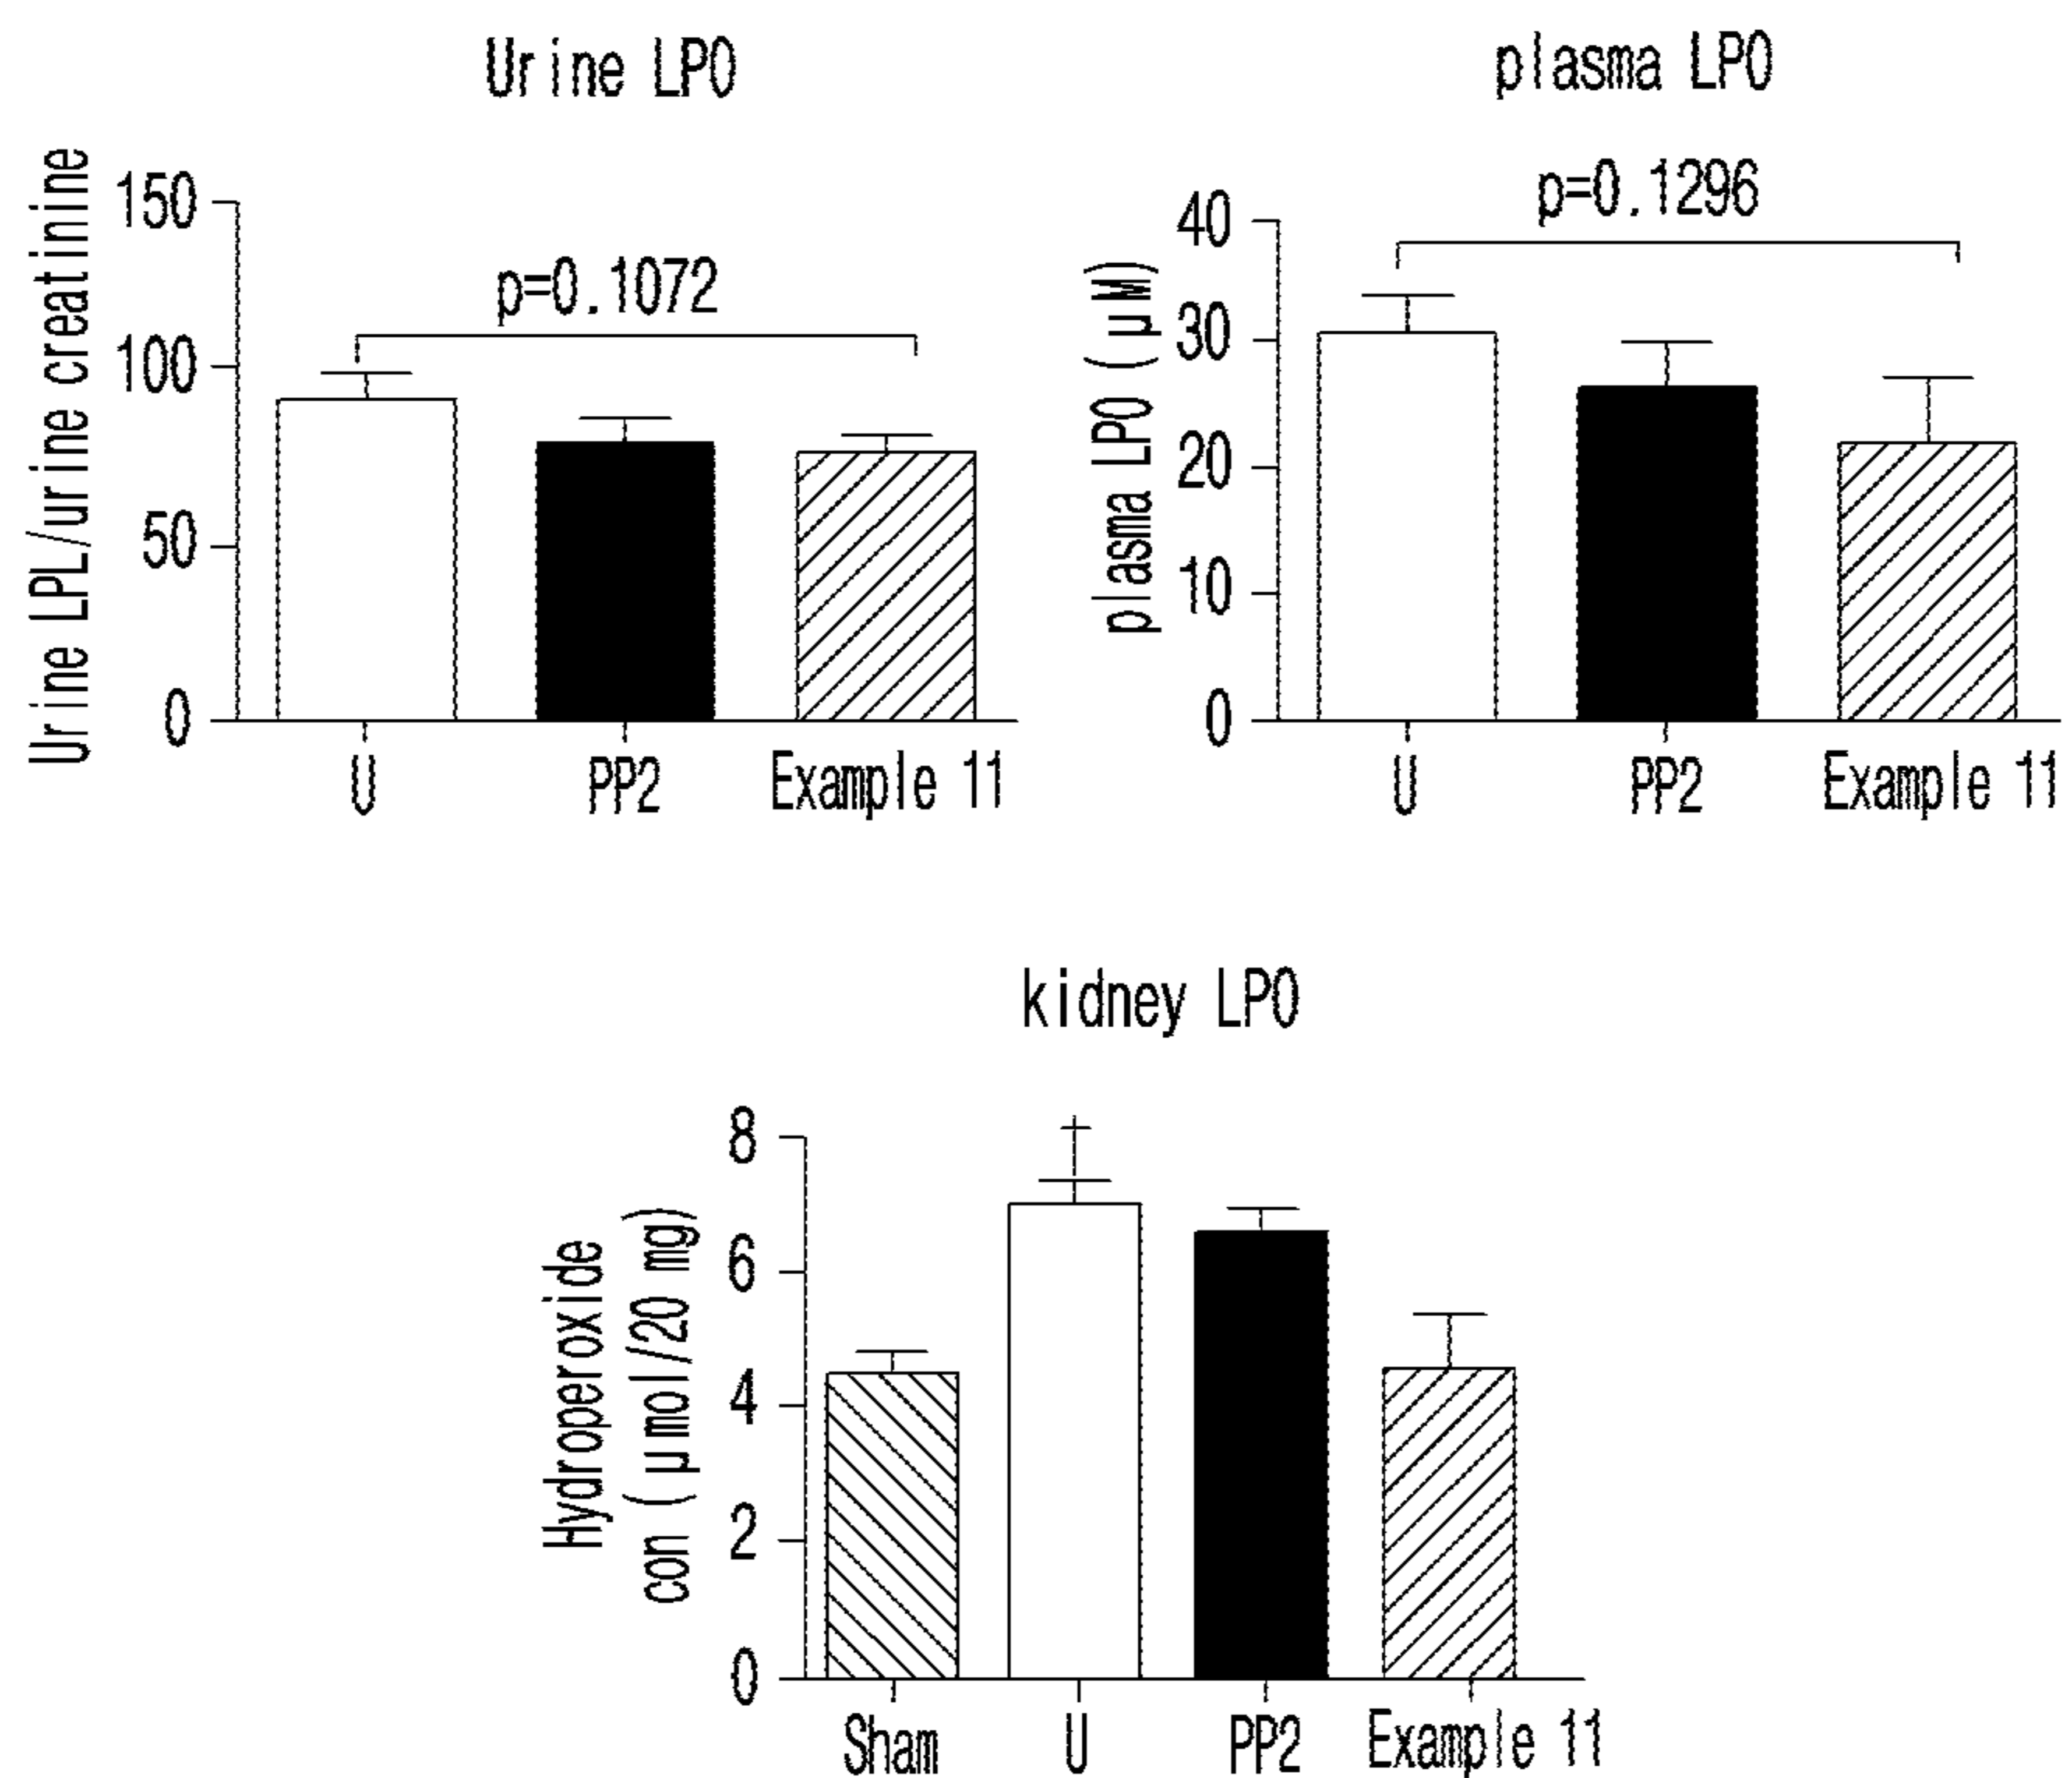 Urine LPO
Urine LPL/urine creatinine
150
100
50
0
p=0.1072
U
PP2
Example 11
plasma LPO
plasma LPO (μM)
40
30
20
10
0
p=0.1296
U
PP2
Example 11
kidney LPO
Hydroperoxide
con (μmol/20 mg)
8
6
4
2
0
†
Sham
U
PP2
Example 11